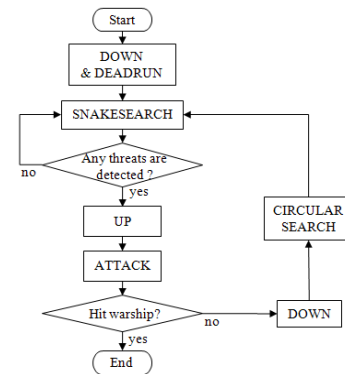 Start
DOWN
& DEADRUN
SNAKESEARCH
Any threats are
detected ?
no
yes
UP
CIRCULAR
SEARCH
ATTACK
Hit warship?
no
DOWN
yes
End